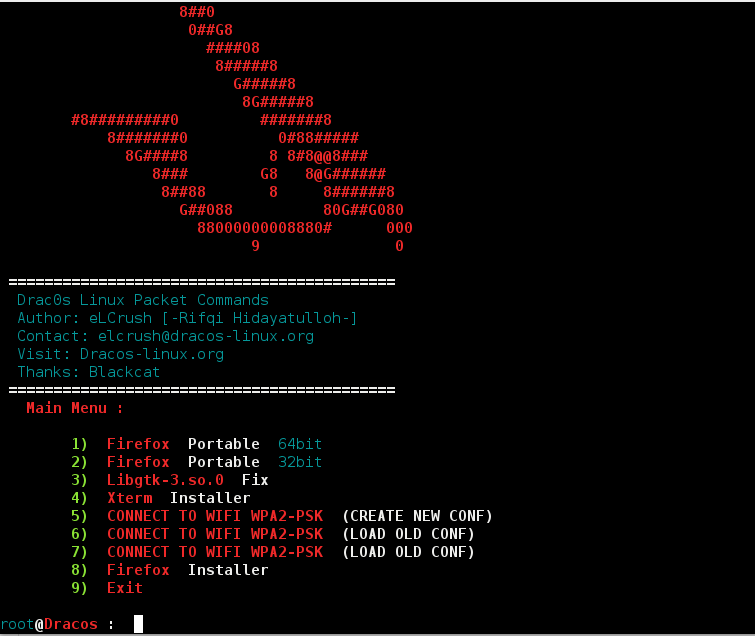 8##0
0##G8
####08
8#####8
G#####8
8G#####8
#8#########0 #######8
8#######0 0#88#####
8G####8 8 8#8@@8###
8### G8 8@G######
8##88 8 8######8
G##088 80G##G080
88000000008880# 000
9 0
===========================================
Drac0s Linux Packet Commands
Author: eLCrush [-Rifqi Hidayatulloh-]
Contact: elcrush@dracos-linux.org
Visit: Dracos-linux.org
Thanks: Blackcat
===========================================
Main Menu :
1) Firefox Portable 64bit
2) Firefox Portable 32bit
3) Libgtk-3.so.0 Fix
4) Xterm Installer
5) CONNECT TO WIFI WPA2-PSK (CREATE NEW CONF)
6) CONNECT TO WIFI WPA2-PSK (LOAD OLD CONF)
7) CONNECT TO WIFI WPA2-PSK (LOAD OLD CONF)
8) Firefox Installer
9) Exit
root@Dracos :